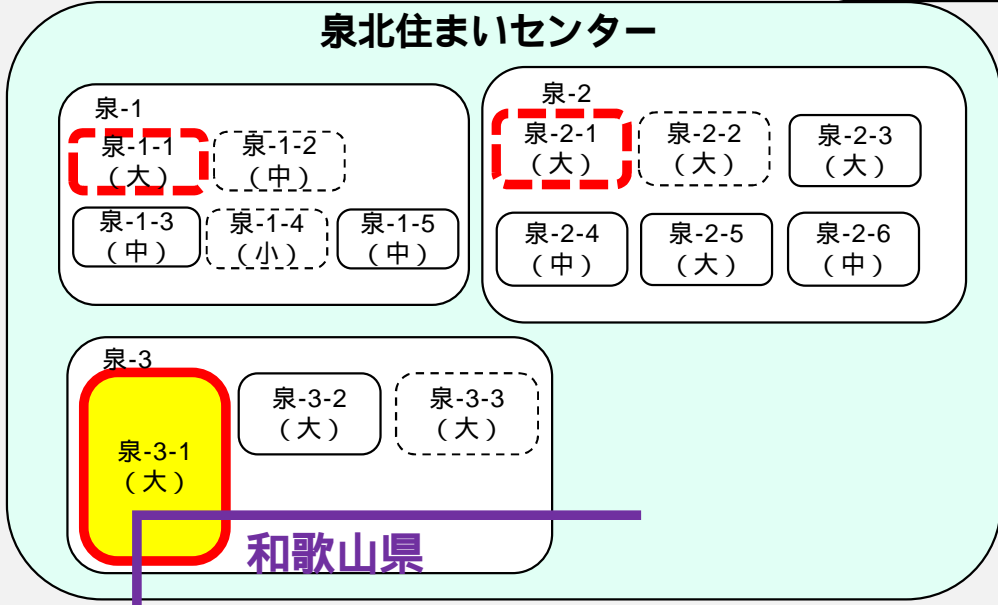 泉北住まいセンター
泉-1
泉-1-1
（大）
泉-1-2
（中）
泉-1-3
（中）
泉-1-4
（小）
泉-1-5
（中）
泉-2
泉-2-1
（大）
泉-2-2
（大）
泉-2-3
（大）
泉-2-4
（中）
泉-2-5
（大）
泉-2-6
（中）
泉-3
泉-3-1
（大）
泉-3-2
（大）
泉-3-3
（大）
和歌山県